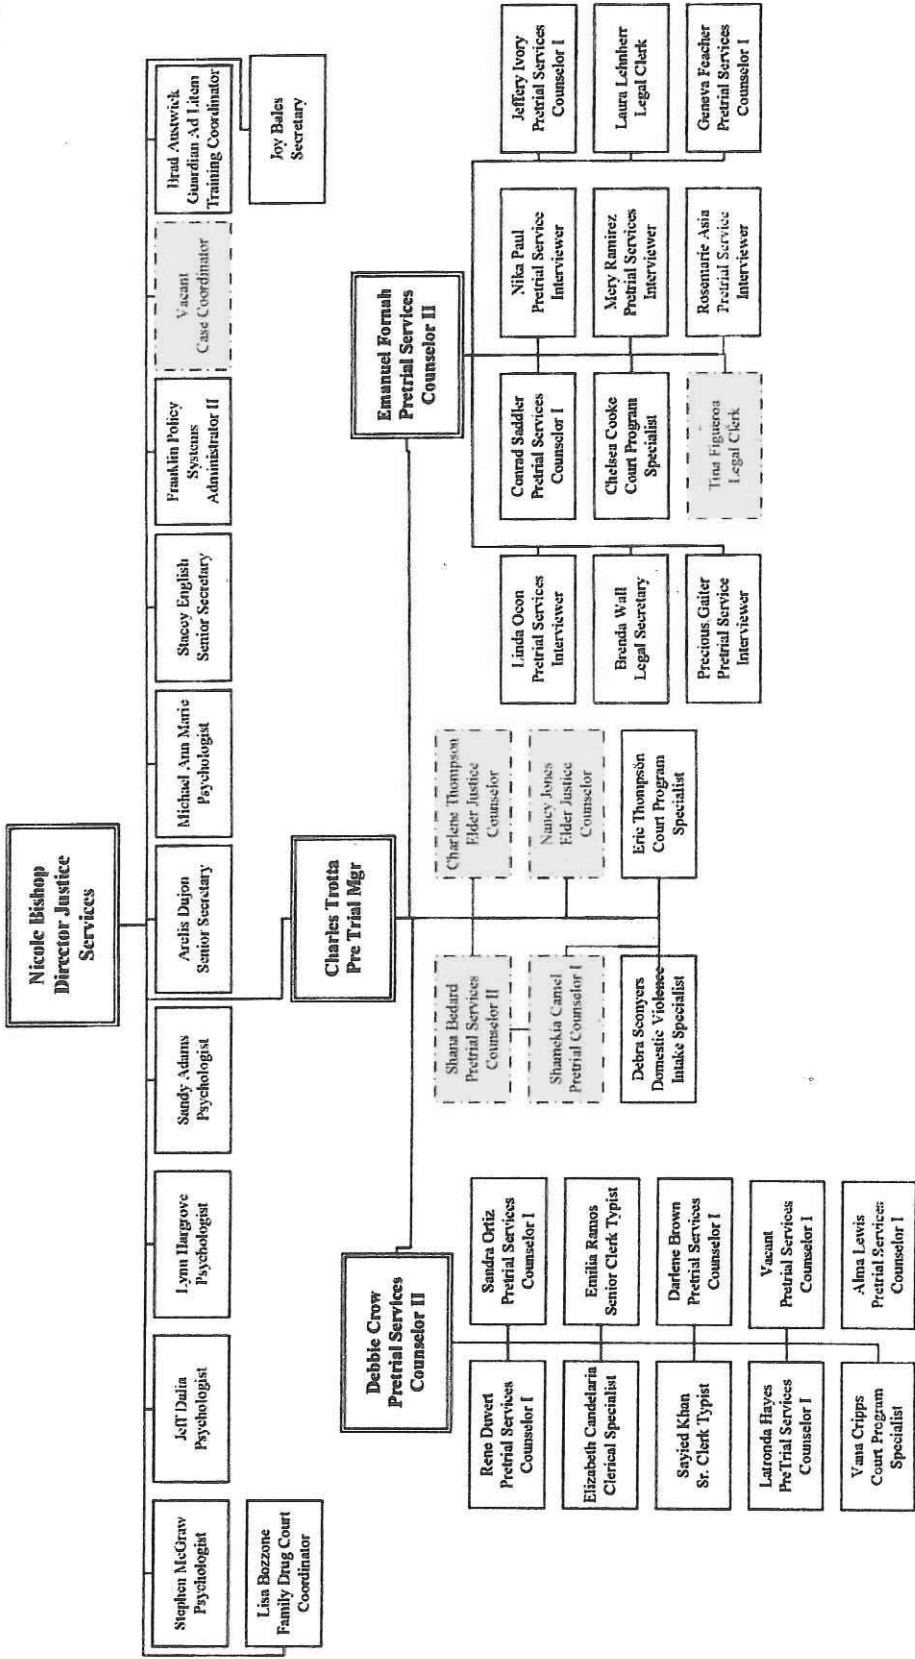 Nicole Bishop
Director Justice
Services
Stephen McGraw
Psychologist
Jeff Dalia
Psychologist
Lynn Hargrove
Psychologist
Sandy Adams
Psychologist
Arelis Dujon
Senior Secretary
Michael Ann Marie
Psychologist
Stacey English
Senior Secretary
Franklin Policy
Systems
Administrator II
Vacant
Case Coordinator
Brad Austwick
Guardian Ad Litem
Training Coordinator
Lisa Bozzone
Family Drug Court
Coordinator
Joy Bales
Secretary
Charles Trotta
Pre Trial Mgr
Debbie Crow
Pretrial Services
Counselor II
Emanuel Fornah
Pretrial Services
Counselor II
Rene Duvert
Pretrial Services
Counselor I
Sandra Ortiz
Pretrial Services
Counselor I
Elizabeth Candelaria
Clerical Specialist
Emilia Ramos
Senior Clerk Typist
Sayied Khan
Sr. Clerk Typist
Darlene Brown
Pretrial Services
Counselor I
Latronda Hayes
PreTrial Services
Counselor I
Vacant
Pretrial Services
Counselor I
Vana Cripps
Court Program
Specialist
Alma Lewis
Pretrial Services
Counselor I
Shana Bedard
Pretrial Services
Counselor II
Charlene Thompson
Elder Justice
Counselor
Shamekia Camel
Pretrial Counselor I
Nancy Jones
Elder Justice
Counselor
Debra Sconyers
Domestic Violence
Intake Specialist
Eric Thompson
Court Program
Specialist
Linda Ocon
Pretrial Services
Interviewer
Conrad Saddler
Pretrial Services
Counselor I
Nika Paul
Pretrial Service
Interviewer
Jeffery Ivory
Pretrial Services
Counselor I
Brenda Wall
Legal Secretary
Chelsea Cooke
Court Program
Specialist
Mery Ramirez
Pretrial Services
Interviewer
Laura Lehnherr
Legal Clerk
Precious Gaiter
Pretrial Service
Interviewer
Tina Figueroa
Legal Clerk
Rosemarie Asia
Pretrial Service
Interviewer
Geneva Feacher
Pretrial Services
Counselor I